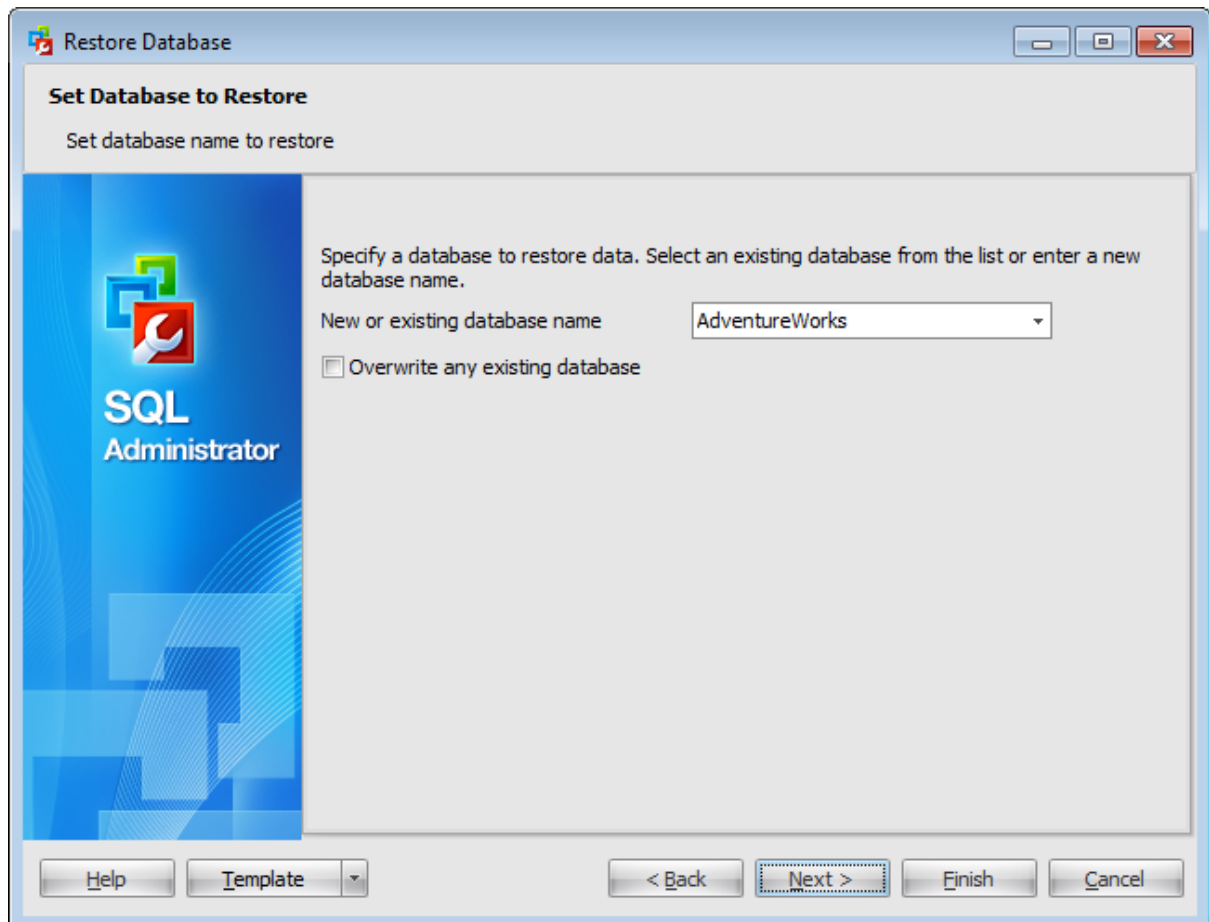 Restore Database
Set Database to Restore
Set database name to restore
SQL
Administrator
Specify a database to restore data. Select an existing database from the list or enter a new
database name.
New or existing database name
AdventureWorks
Overwrite any existing database
Help
Template
< Back
Next >
Finish
Cancel